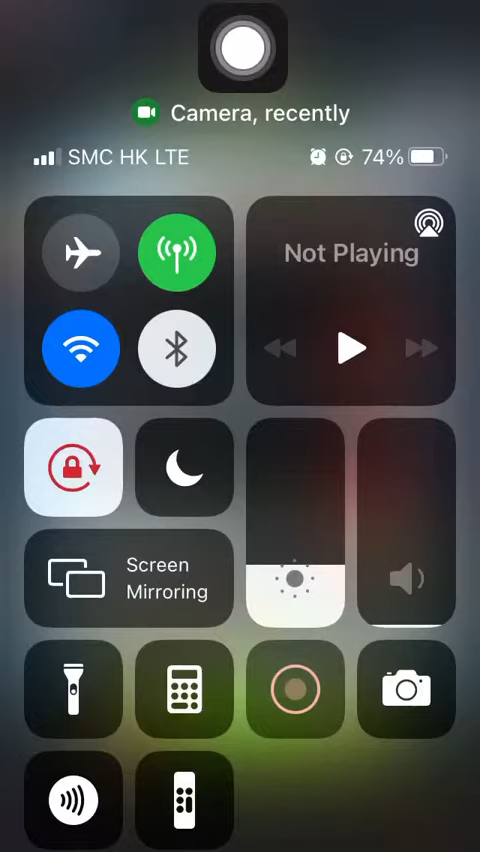 Camera, recently
SMC HK LTE 74%
Not Playing
Screen
Mirroring